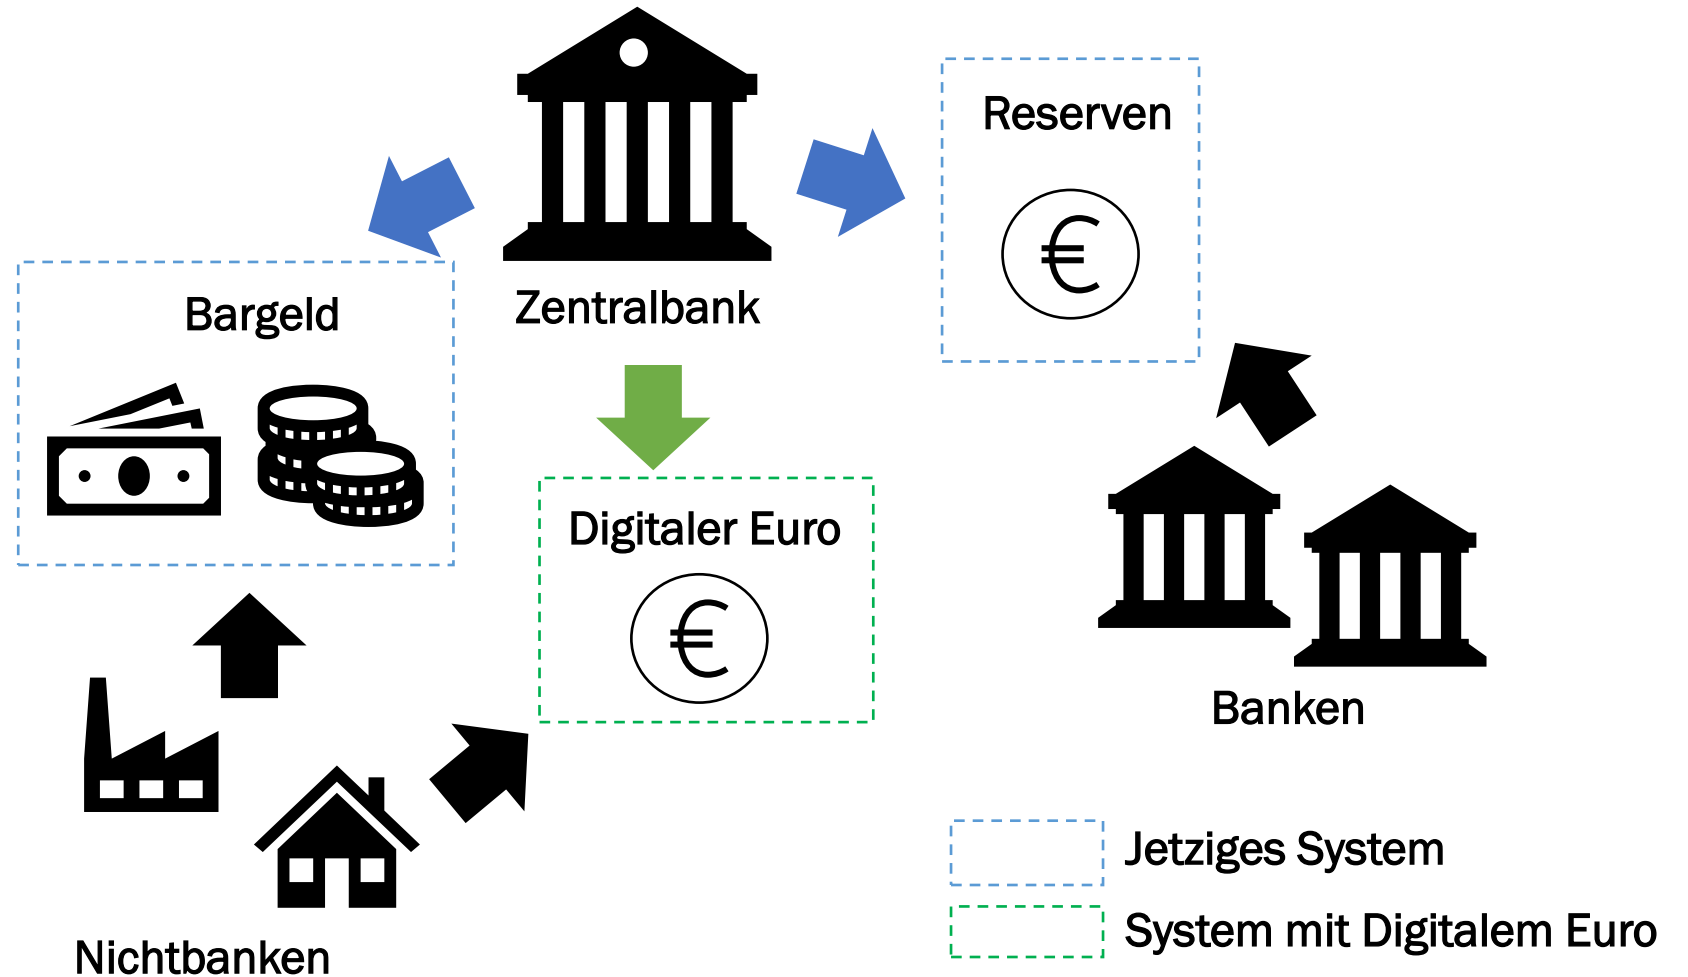 Reserven
€
Zentralbank
Bargeld
Digitaler Euro
€
Banken
Nichtbanken
Jetziges System
System mit Digitalem Euro